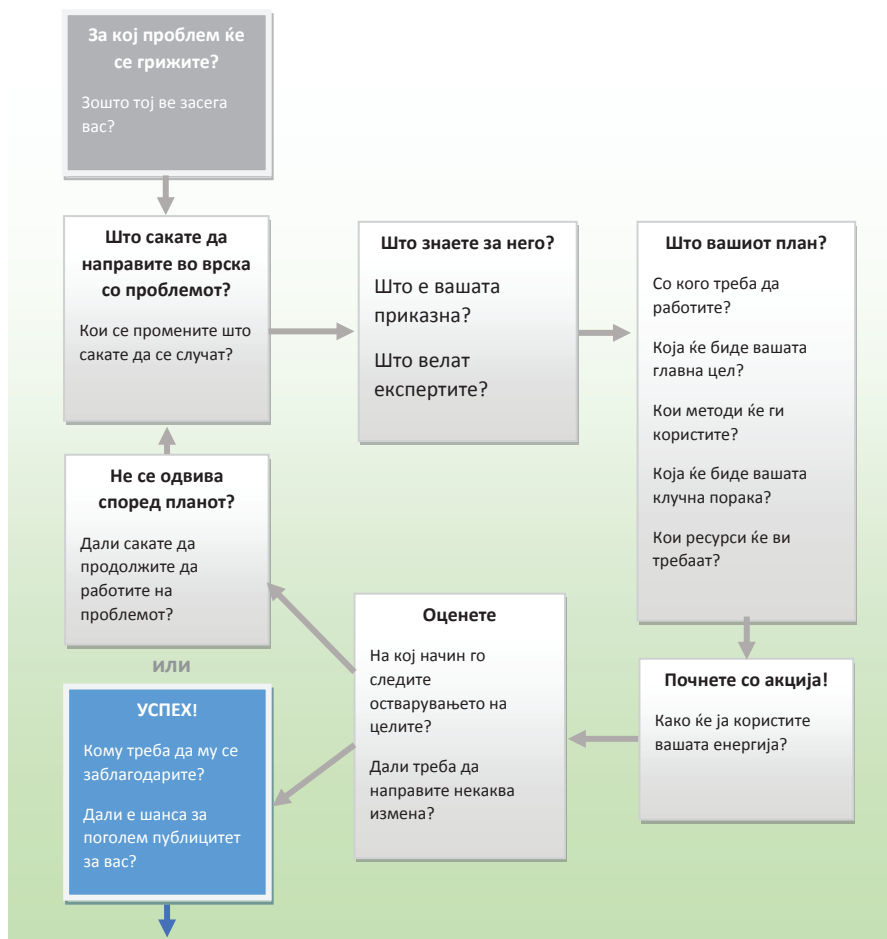 За кој проблем ќе
се грижите?
Зошто тој ве засега
вас?
Што сакате да
направите во врска
со проблемот?
Кои се промените што
сакате да се случат?
Што знаете за него?
Што е вашата
приказна?
Што велат
експертите?
Што вашиот план?
Со кого треба да
работите?
Која ќе биде вашата
главна цел?
Кои методи ќе ги
користите?
Која ќе биде вашата
клучна порака?
Кои ресурси ќе ви
требаат?
Почнете со акција!
Како ќе ја користите
вашата енергија?
Оценете
На кој начин го
следите
остварувањето на
целите?
Дали треба да
направите некаква
измена?
Не се одвива
според планот?
Дали сакате да
продолжите да
работите на
проблемот?
или
УСПЕХ!
Кому треба да му се
заблагодарите?
Дали е шанса за
поголем публицитет
за вас?